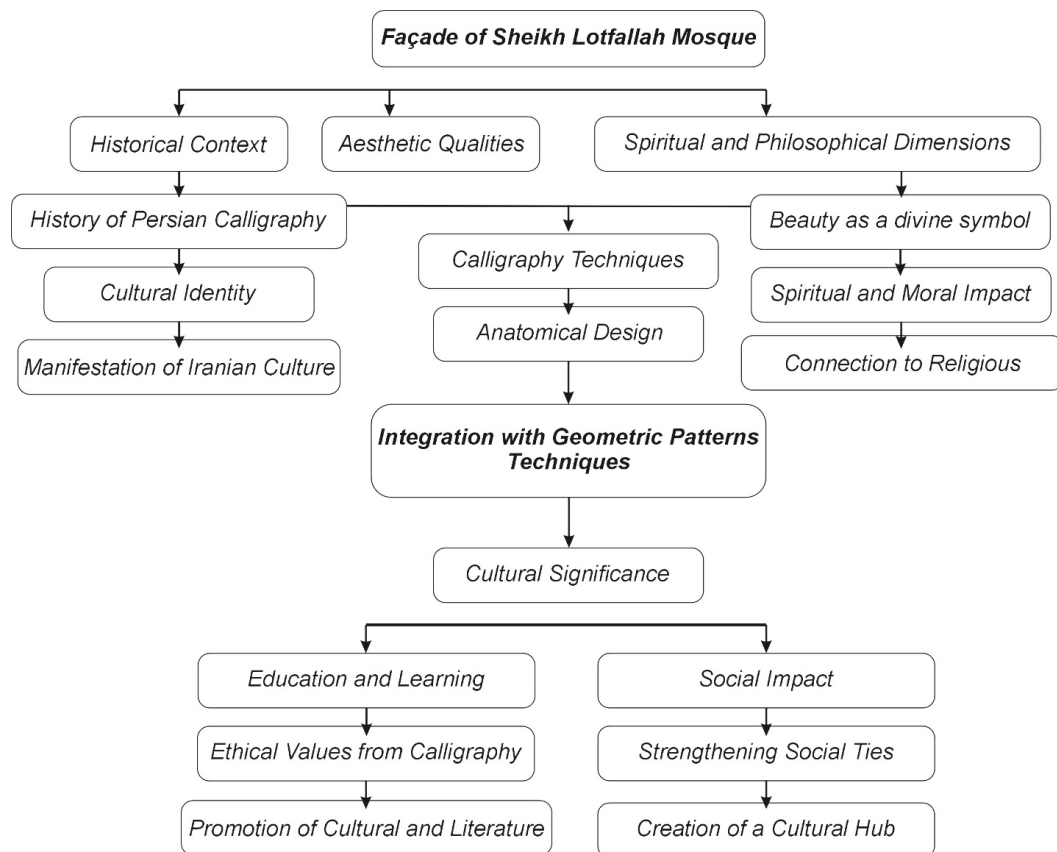 Façade of Sheikh Lotfallah Mosque
Historical Context
Aesthetic Qualities
Spiritual and Philosophical Dimensions
History of Persian Calligraphy
Beauty as a divine symbol
Calligraphy Techniques
Cultural Identity
Spiritual and Moral Impact
Anatomical Design
Manifestation of Iranian Culture
Connection to Religious
Integration with Geometric Patterns
Techniques
Cultural Significance
Education and Learning
Social Impact
Ethical Values from Calligraphy
Strengthening Social Ties
Promotion of Cultural and Literature
Creation of a Cultural Hub